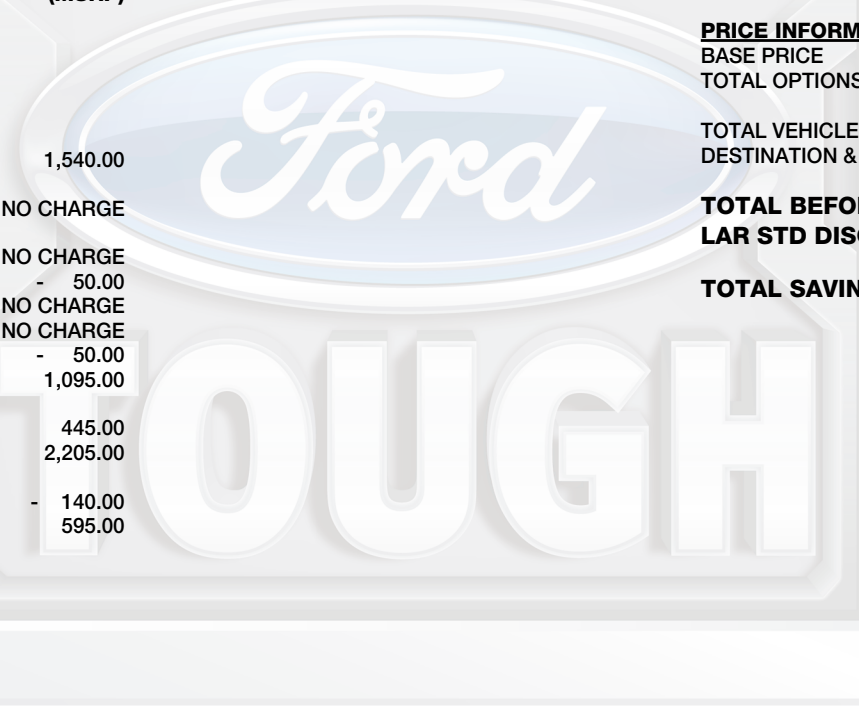 1,540.00
NO CHARGE
NO CHARGE
- 50.00
NO CHARGE
NO CHARGE
- 50.00
1,095.00
445.00
2,205.00
- 140.00
595.00
PRICE INFORM
BASE PRICE
TOTAL OPTIONS
TOTAL VEHICLE
DESTINATION &
TOTAL BEFO
LAR STD DIS
TOTAL SAVIN
Ford
TOUGH